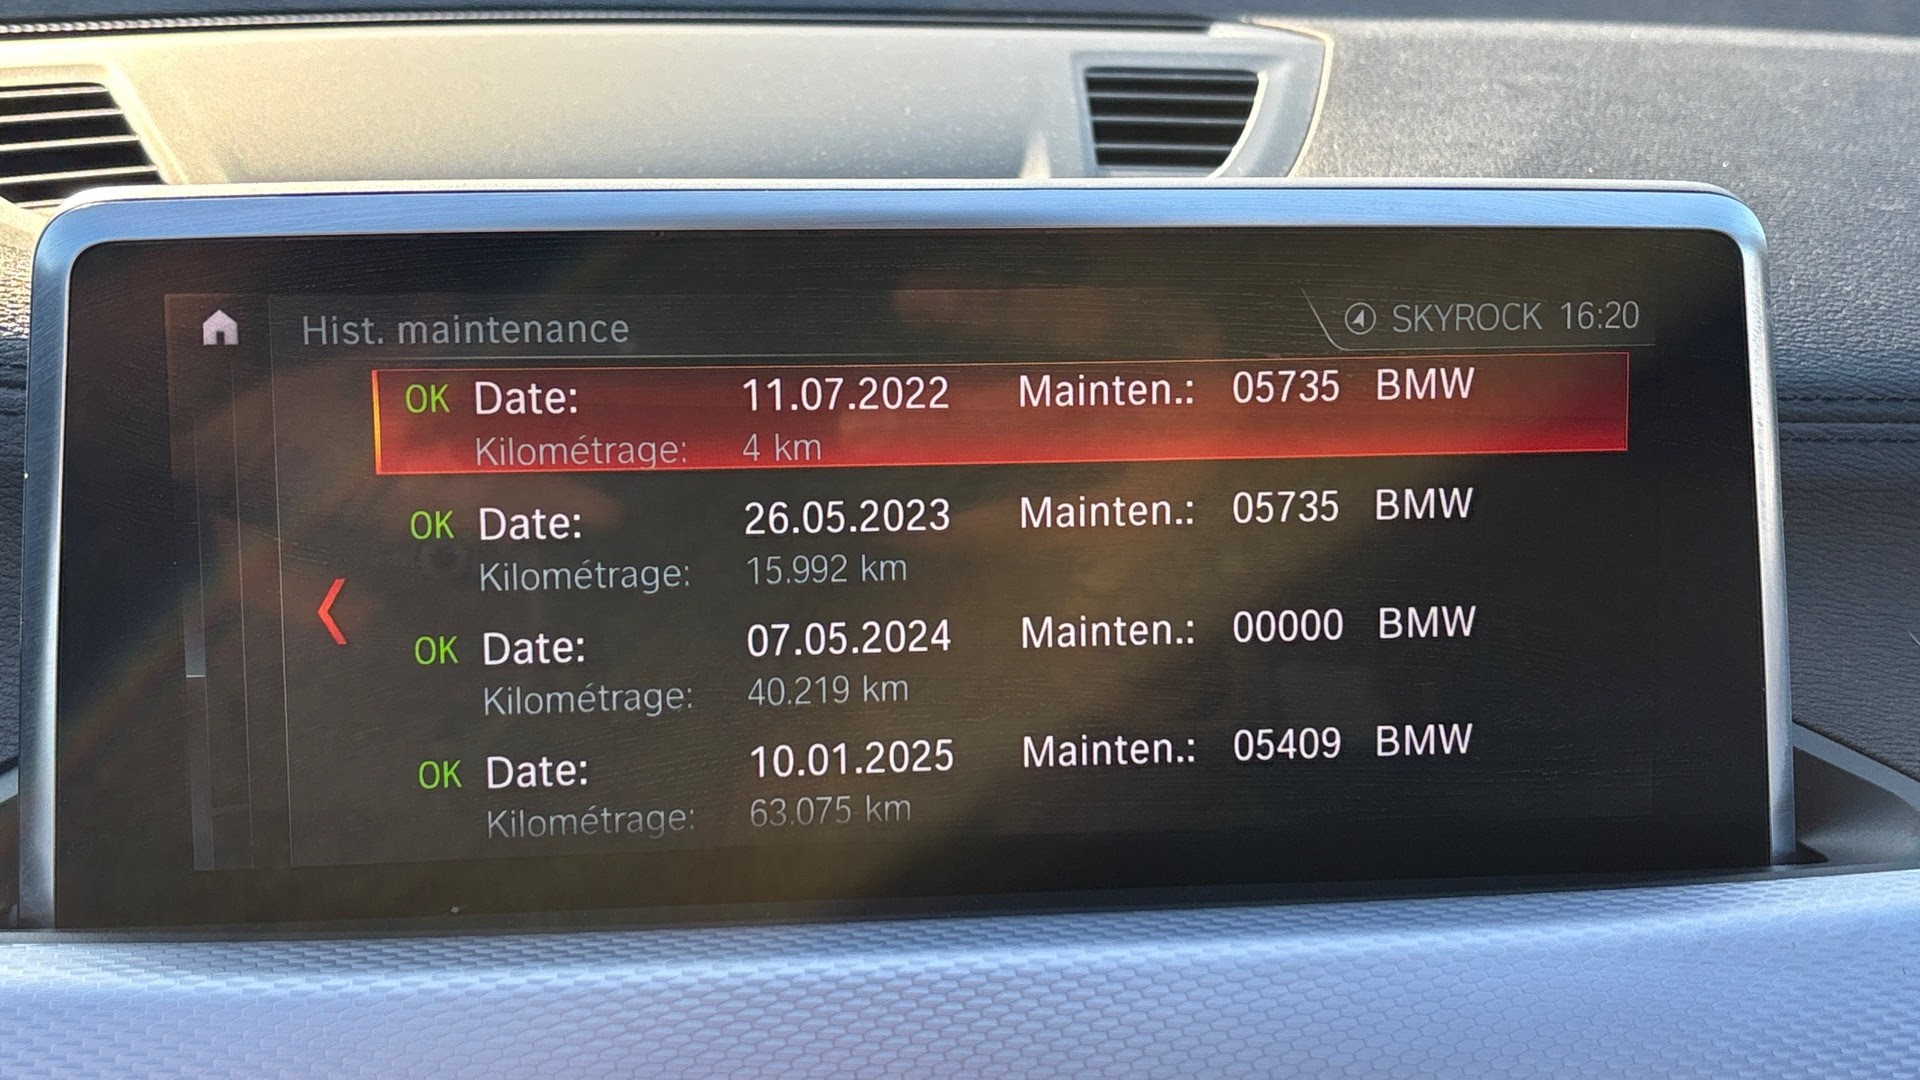 Hist. maintenance SKYROCK 16:20
OK Date: 11.07.2022 Mainten.: 05735 BMW
Kilométrage: 4 km
OK Date: 26.05.2023 Mainten.: 05735 BMW
Kilométrage: 15.992 km
OK Date: 07.05.2024 Mainten.: 00000 BMW
Kilométrage: 40.219 km
OK Date: 10.01.2025 Mainten.: 05409 BMW
Kilométrage: 63.075 km